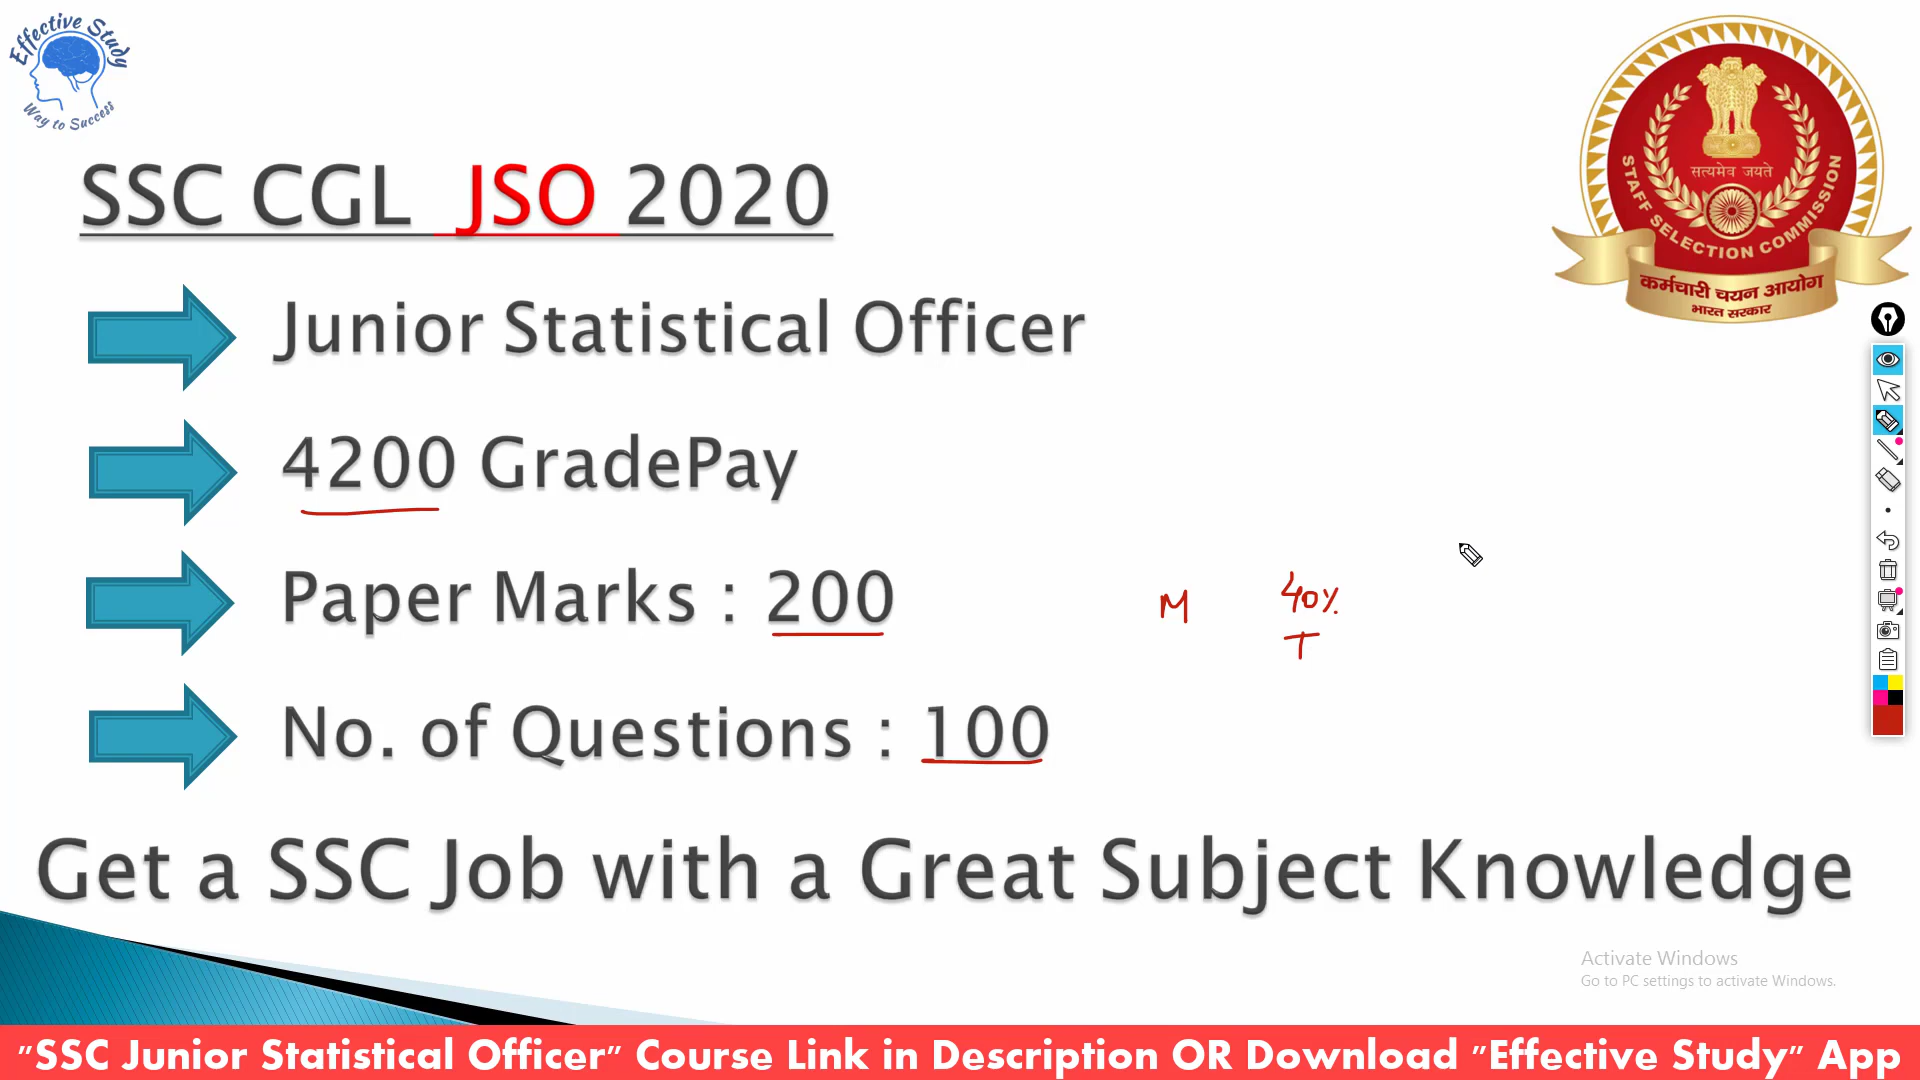 Effective Study
Way to Success
SSC CGL JSO 2020
सत्यमेव जयते
STAFF SELECTION COMMISSION
कर्मचारी चयन आयोग
भारत सरकार
Junior Statistical Officer
4200 GradePay
Paper Marks : 200
M 40%
T
No. of Questions : 100
Get a SSC Job with a Great Subject Knowledge
Activate Windows
Go to PC settings to activate Windows.
"SSC Junior Statistical Officer" Course Link in Description OR Download "Effective Study" App